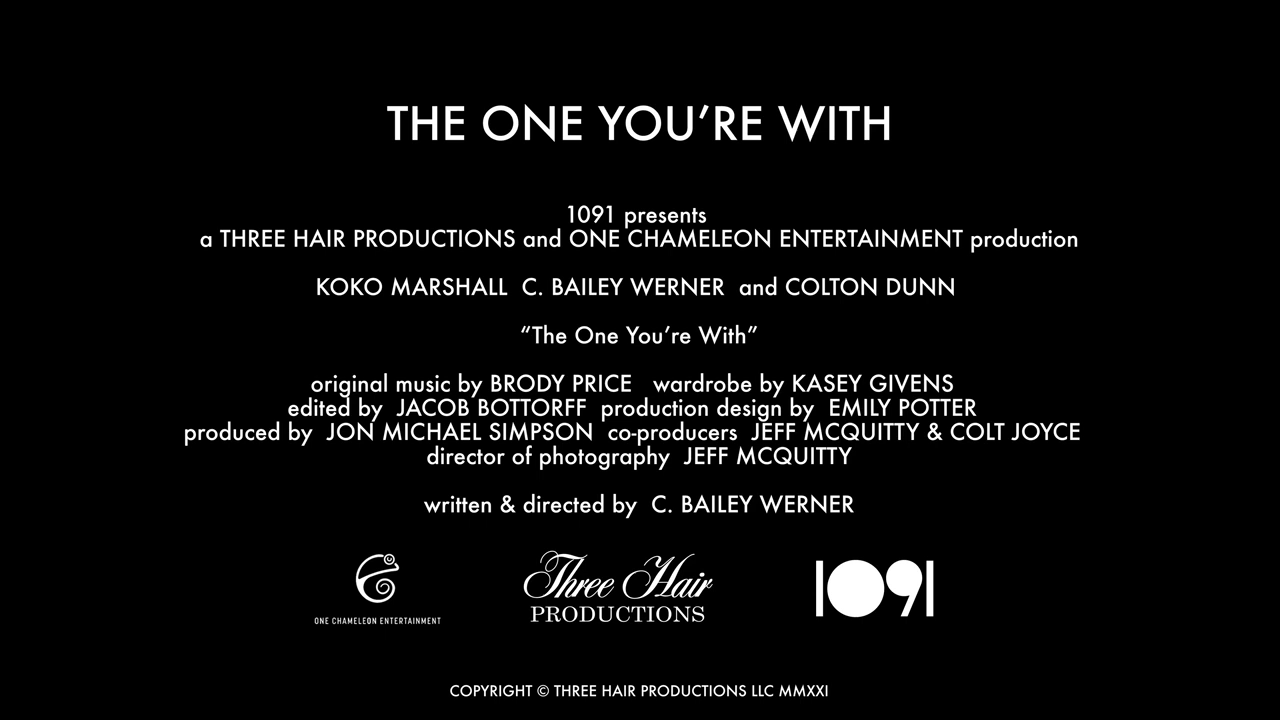 THE ONE YOU’RE WITH
1091 presents
a THREE HAIR PRODUCTIONS and ONE CHAMELEON ENTERTAINMENT production
KOKO MARSHALL C. BAILEY WERNER and COLTON DUNN
“The One You’re With”
original music by BRODY PRICE wardrobe by KASEY GIVENS
edited by JACOB BOTTORFF production design by EMILY POTTER
produced by JON MICHAEL SIMPSON co-producers JEFF MCQUITTY & COLT JOYCE
director of photography JEFF MCQUITTY
written & directed by C. BAILEY WERNER
ONE CHAMELEON ENTERTAINMENT
Three Hair
PRODUCTIONS
1091
COPYRIGHT © THREE HAIR PRODUCTIONS LLC MMXXI